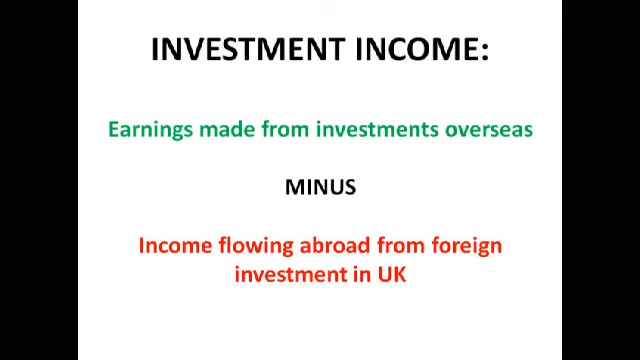 INVESTMENT INCOME:
Earnings made from investments overseas
MINUS
Income flowing abroad from foreign
investment in UK